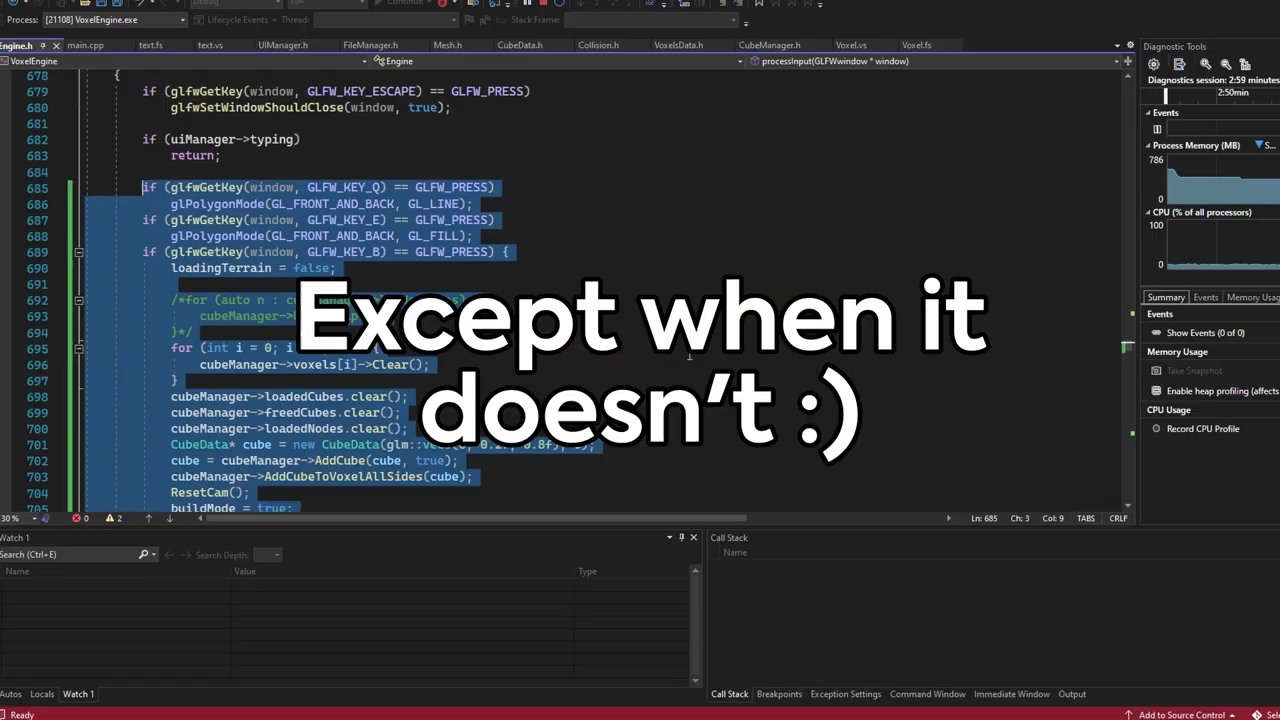 Debug
x64
Continue
Process:
[21108] VoxelEngine.exe
Lifecycle Events
Thread:
Stack Frame:
Engine.h
main.cpp
text.fs
text.vs
UIManager.h
FileManager.h
Mesh.h
CubeData.h
Collision.h
VoxelsData.h
CubeManager.h
Voxel.vs
Voxel.fs
VoxelEngine
Engine
processInput(GLFWwindow * window)
678 {
679 if (glfwGetKey(window, GLFW_KEY_ESCAPE) == GLFW_PRESS)
680 glfwSetWindowShouldClose(window, true);
681
682 if (uiManager->typing)
683 return;
684
685 if (glfwGetKey(window, GLFW_KEY_Q) == GLFW_PRESS)
686 glPolygonMode(GL_FRONT_AND_BACK, GL_LINE);
687 if (glfwGetKey(window, GLFW_KEY_E) == GLFW_PRESS)
688 glPolygonMode(GL_FRONT_AND_BACK, GL_FILL);
689 if (glfwGetKey(window, GLFW_KEY_B) == GLFW_PRESS) {
690 loadingTerrain = false;
691
692 /*for (auto n :
693 cubeManager->
694 }*/
695 for (int i = 0; i
696 cubeManager->voxels[i]->Clear();
697 }
698 cubeManager->loadedCubes.clear();
699 cubeManager->freedCubes.clear();
700 cubeManager->loadedNodes.clear();
701 CubeData* cube = new CubeData(glm::
702 cube = cubeManager->AddCube(cube, true);
703 cubeManager->AddCubeToVoxelAllSides(cube);
704 ResetCam();
705 buildMode = true;
Except when it
doesn't :)
30 %
0
2
Ln: 685
Ch: 3
Col: 9
TABS
CRLF
Diagnostic Tools
Diagnostics session: 2:59 minutes
2:50min
Events
Process Memory (MB)
S...
786
0
CPU (% of all processors)
100
0
Summary
Events
Memory Usag
Events
Show Events (0 of 0)
Memory Usage
Take Snapshot
Enable heap profiling (affects
CPU Usage
Record CPU Profile
Watch 1
Search (Ctrl+E)
Search Depth:
Name
Value
Type
Call Stack
Name
Autos
Locals
Watch 1
Call Stack
Breakpoints
Exception Settings
Command Window
Immediate Window
Output
Ready
Add to Source Control